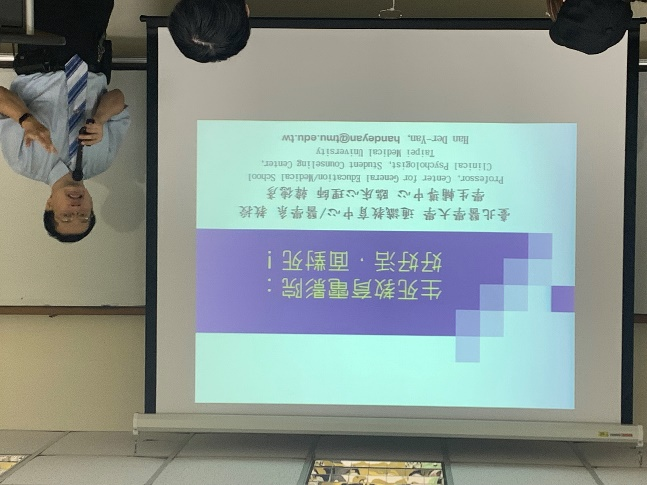 生死教育電影院：
好好活．面對死！
臺北醫學大學 通識教育中心/醫學系 教授
學生輔導中心 臨床心理師 韓德彥
Professor, Center for General Education/Medical School
Clinical Psychologist, Student Counseling Center,
Taipei Medical University
Han Der-Yan, handeyan@tmu.edu.tw